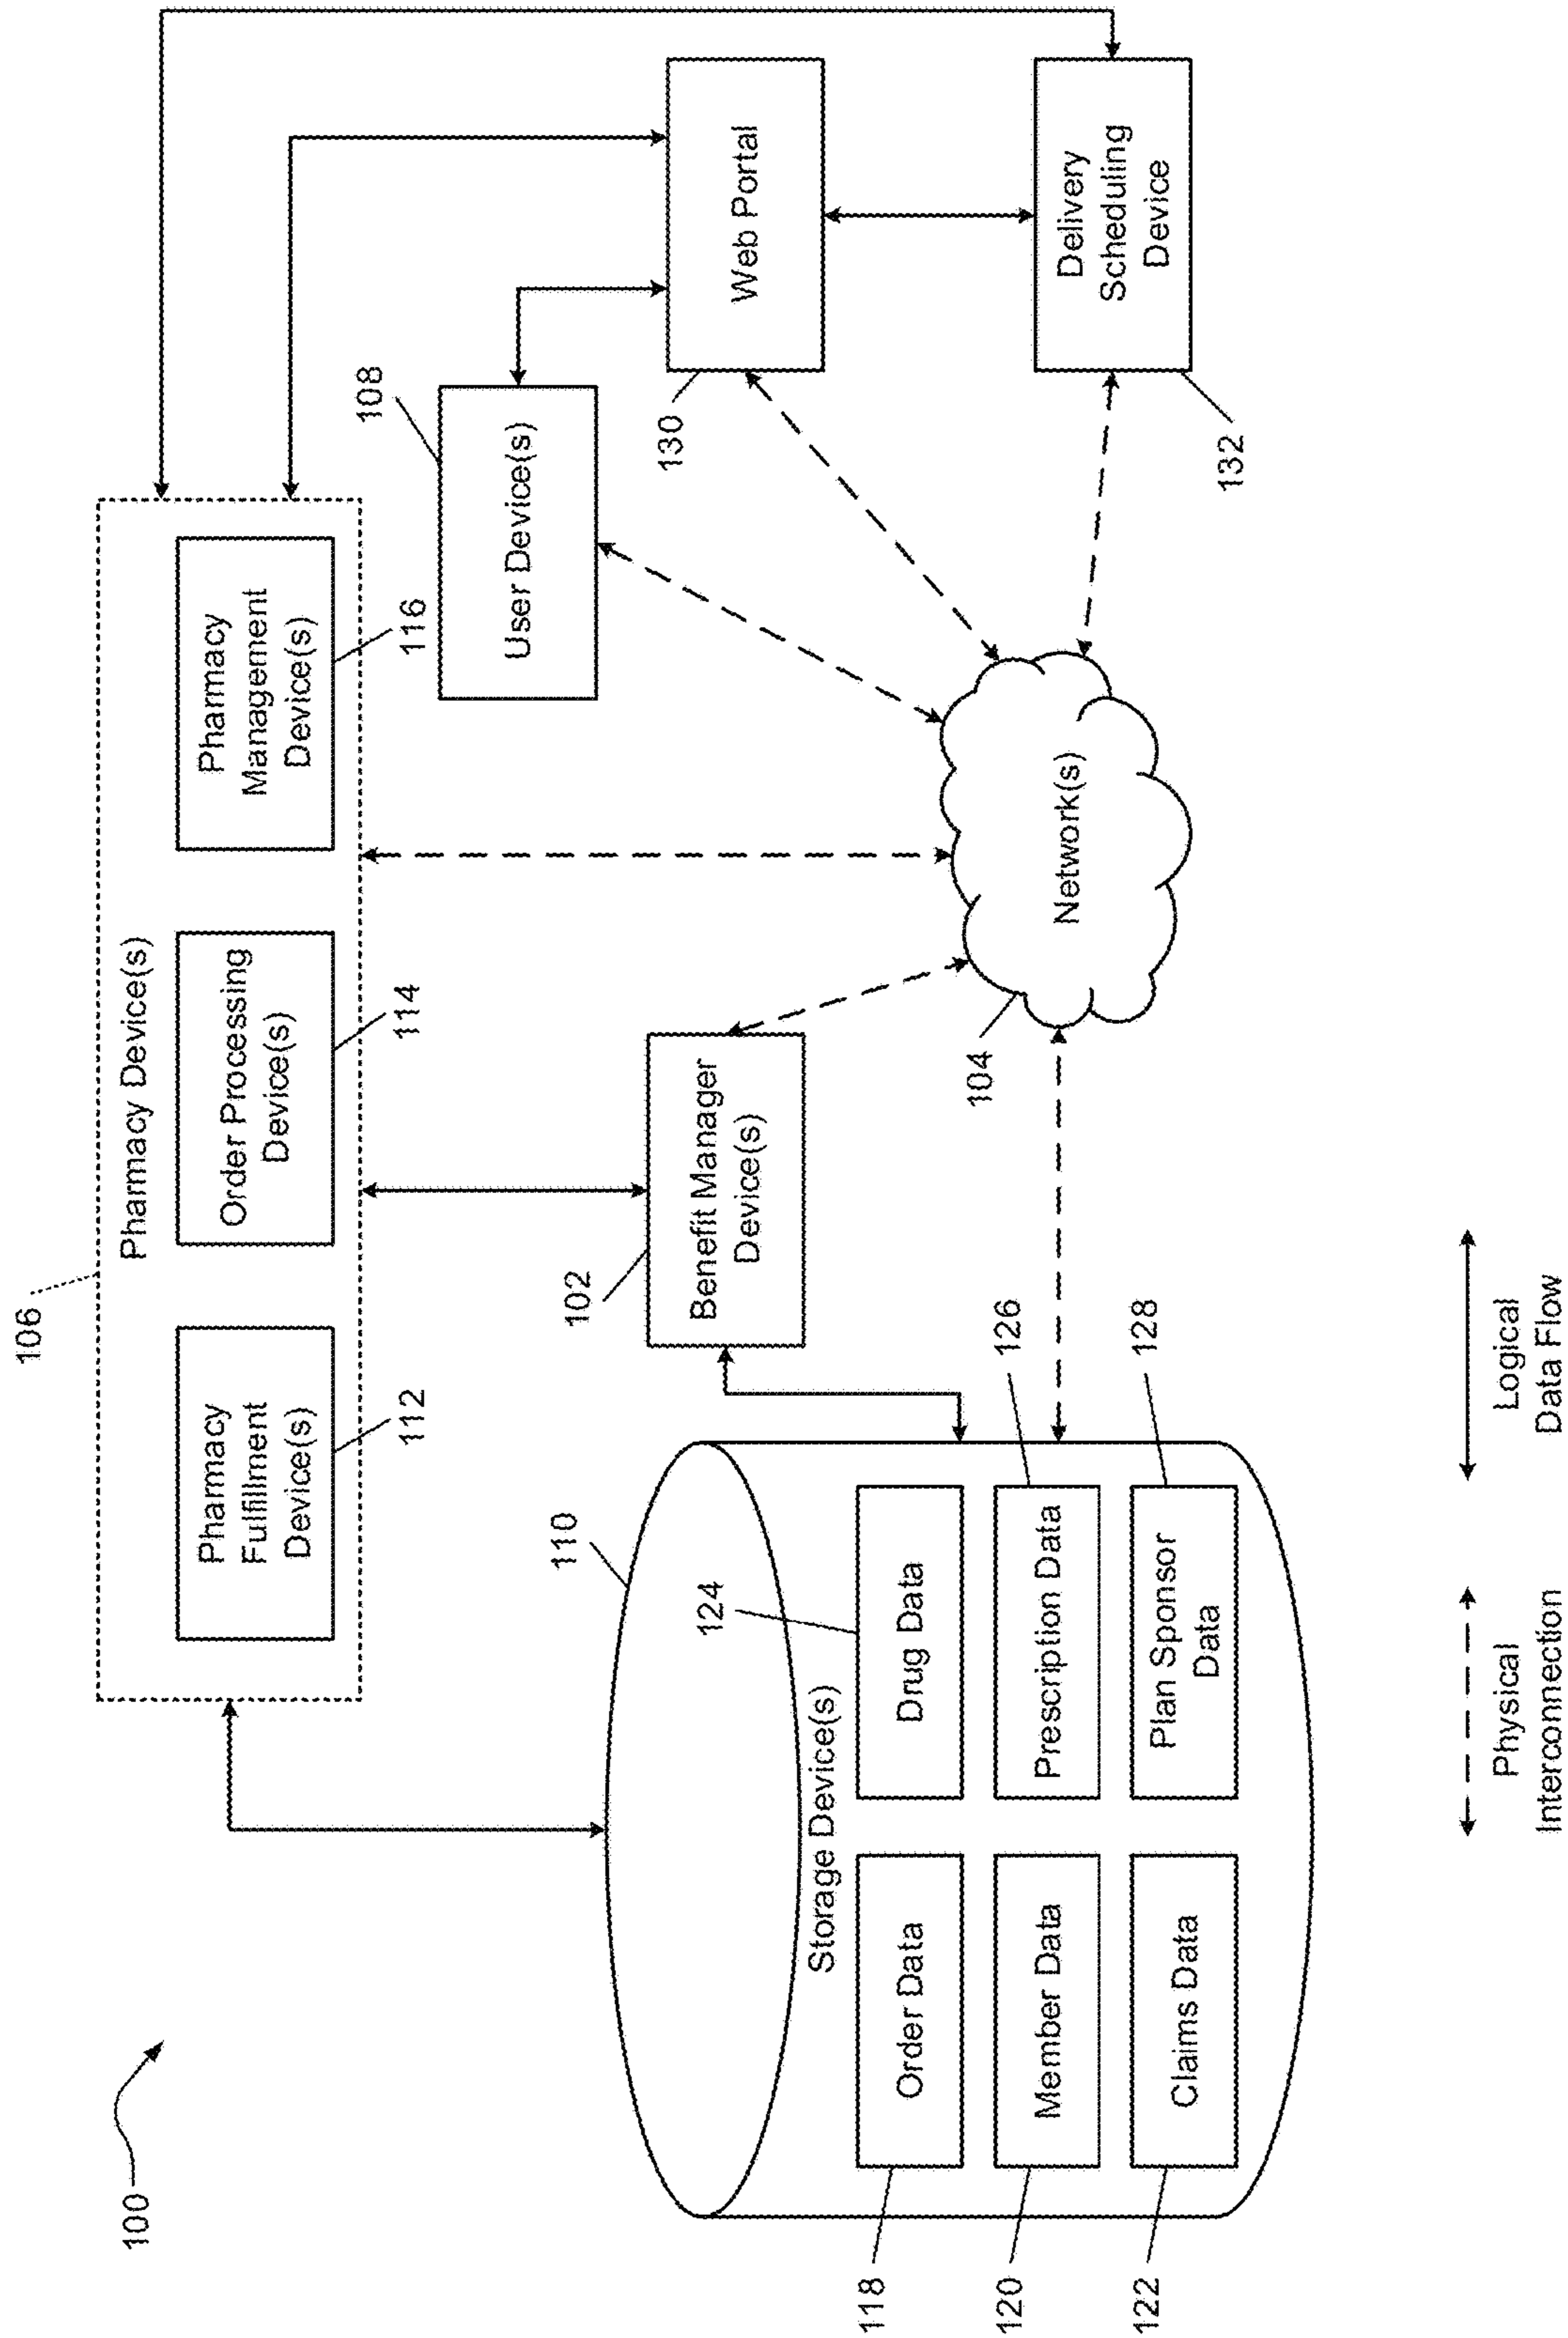 100
106
Pharmacy Device(s)
Pharmacy
Fulfillment
Device(s)
112
Order Processing
Device(s)
114
Pharmacy
Management
Device(s)
116
108
User Device(s)
130
Web Portal
102
Benefit Manager
Device(s)
110
Storage Device(s)
124
118
Order Data
Drug Data
120
Member Data
Prescription Data
126
122
Claims Data
Plan Sponsor
Data
128
104
Network(s)
132
Delivery
Scheduling
Device
Physical
Interconnection
Logical
Data Flow